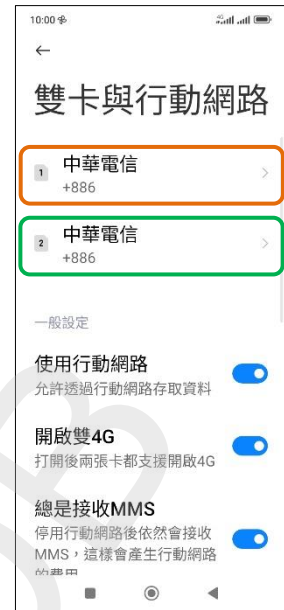 10:00
4G
雙卡與行動網路
1
中華電信
+886
2
中華電信
+886
一般設定
使用行動網路
允許透過行動網路存取資料
開啟雙4G
打開後兩張卡都支援開啟4G
總是接收MMS
停用行動網路後依然會接收
MMS，這樣會產生行動網路
的費用